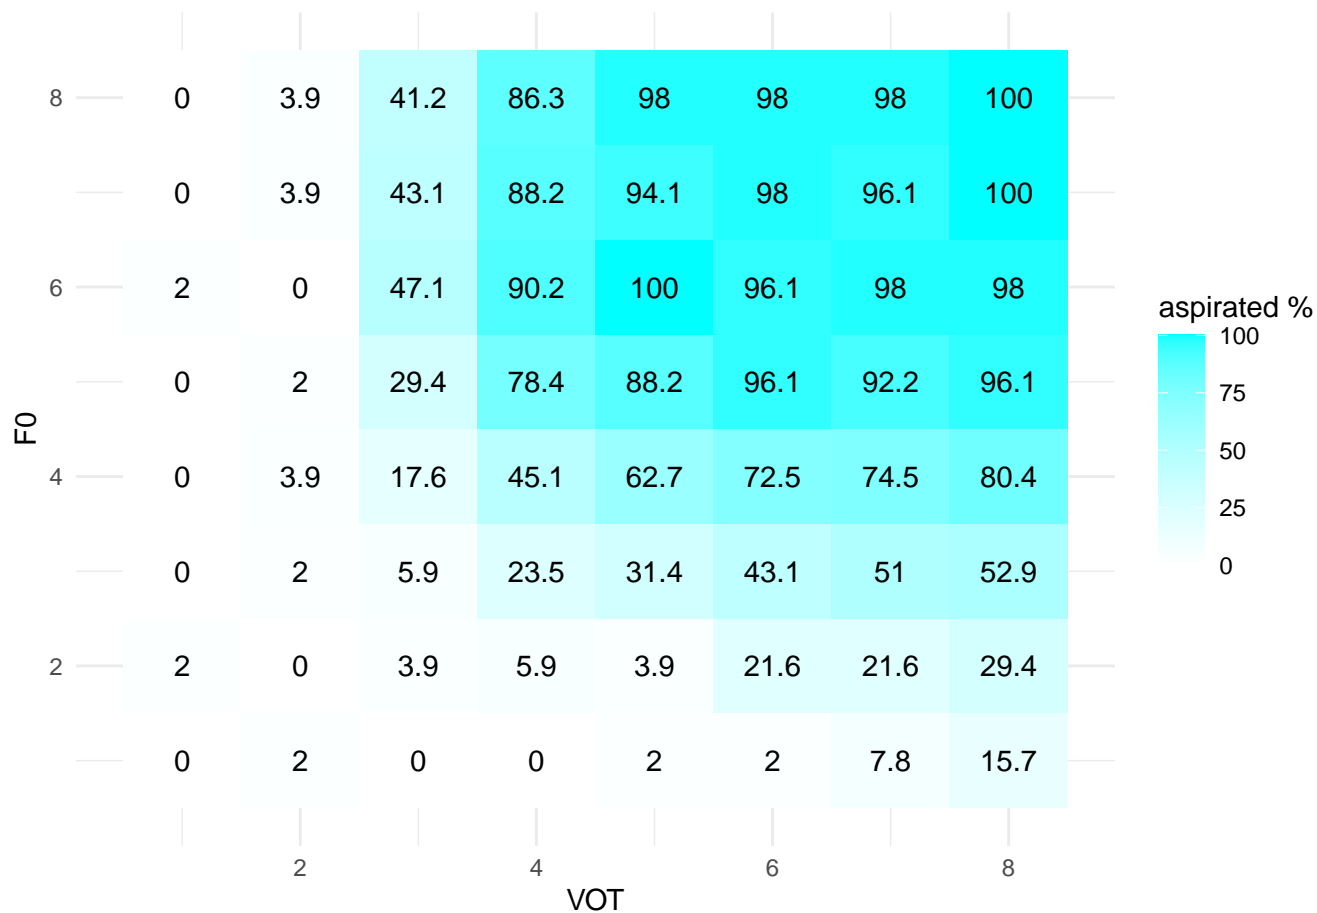 8 0 3.9 41.2 86.3 98 98 98 100
0 3.9 43.1 88.2 94.1 98 96.1 100
6 2 0 47.1 90.2 100 96.1 98 98
0 2 29.4 78.4 88.2 96.1 92.2 96.1
4 0 3.9 17.6 45.1 62.7 72.5 74.5 80.4
0 2 5.9 23.5 31.4 43.1 51 52.9
2 2 0 3.9 5.9 3.9 21.6 21.6 29.4
0 2 0 0 2 2 7.8 15.7
2 4 6 8
VOT
F0
aspirated %
100
75
50
25
0